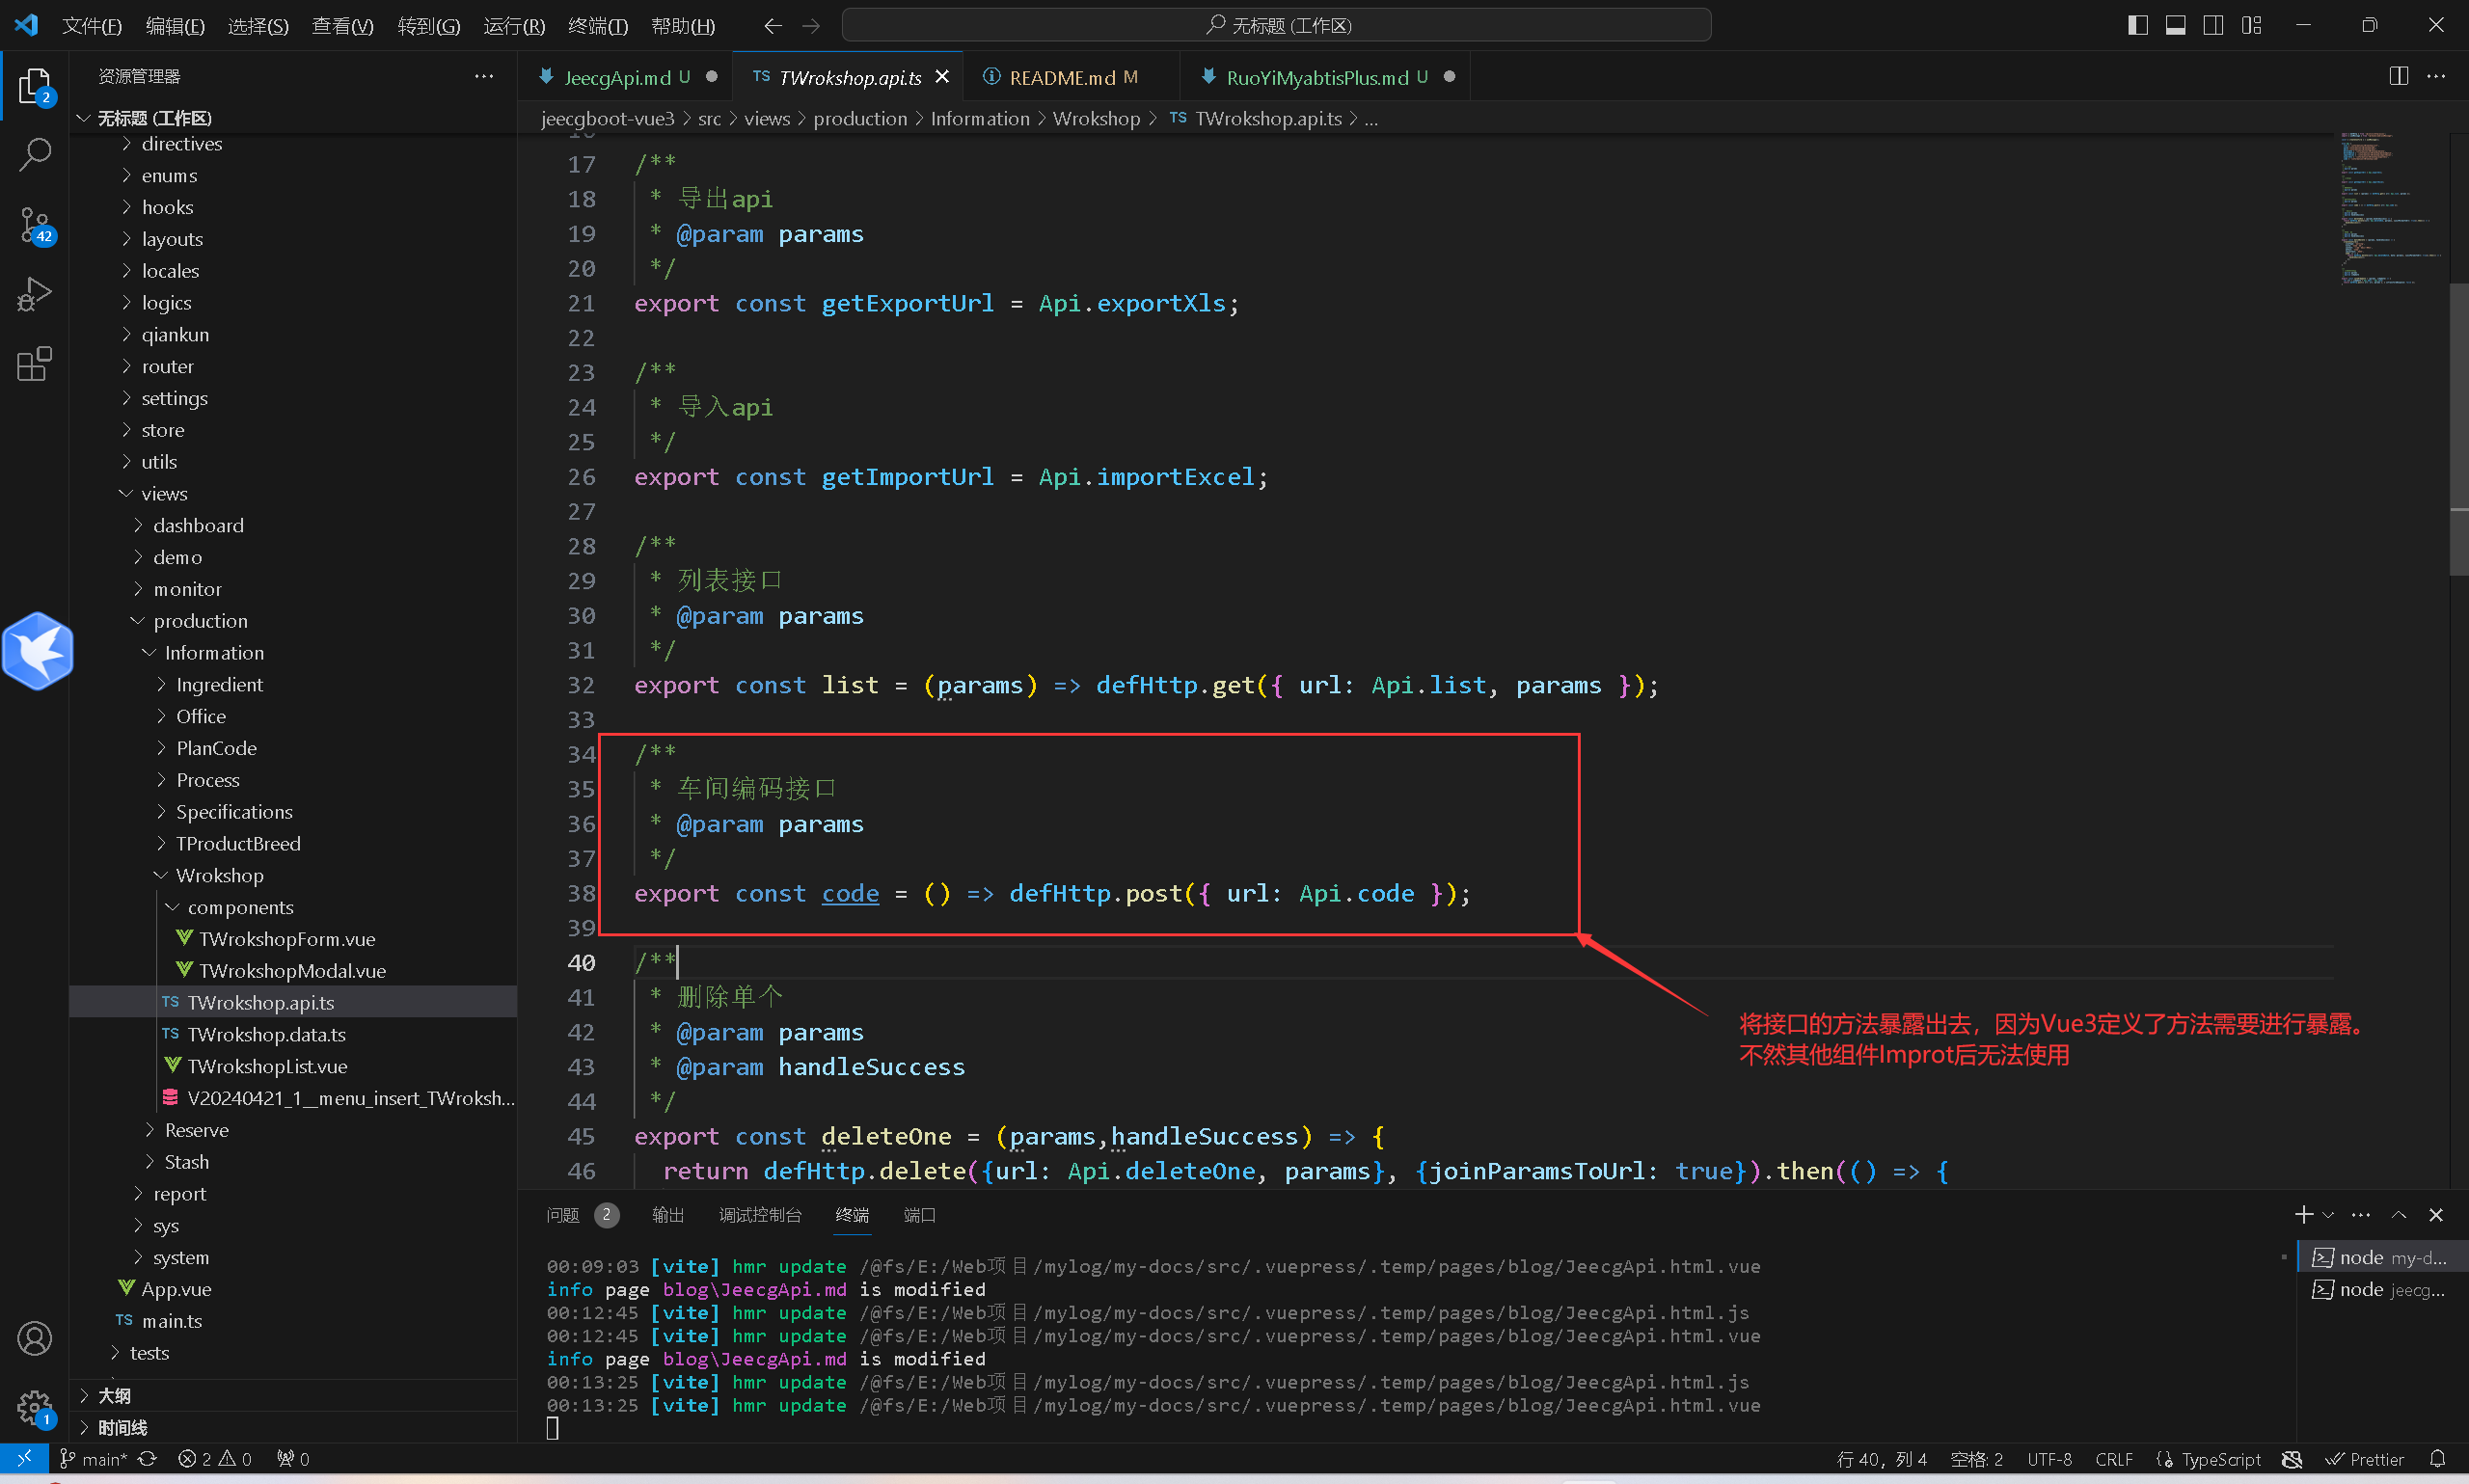 文件(F) 编辑(E) 选择(S) 查看(V) 转到(G) 运行(R) 终端(T) 帮助(H)
无标题 (工作区)
资源管理器
JeecgApi.md U
TS TWrokshop.api.ts
README.md M
RuoYiMyabtisPlus.md U
jeecgboot-vue3 > src > views > production > Information > Wrokshop > TS TWrokshop.api.ts > ...
2
42
1
无标题 (工作区)
directives
enums
hooks
layouts
locales
logics
qiankun
router
settings
store
utils
views
dashboard
demo
monitor
production
Information
Ingredient
Office
PlanCode
Process
Specifications
TProductBreed
Wrokshop
components
TWrokshopForm.vue
TWrokshopModal.vue
TS TWrokshop.api.ts
TS TWrokshop.data.ts
TWrokshopList.vue
V20240421_1__menu_insert_TWroksh...
Reserve
Stash
report
sys
system
App.vue
TS main.ts
tests
大纲
时间线
17 /**
18 * 导出api
19 * @param params
20 */
21 export const getExportUrl = Api.exportXls;
22
23 /**
24 * 导入api
25 */
26 export const getImportUrl = Api.importExcel;
27
28 /**
29 * 列表接口
30 * @param params
31 */
32 export const list = (params) => defHttp.get({ url: Api.list, params });
33
34 /**
35 * 车间编码接口
36 * @param params
37 */
38 export const code = () => defHttp.post({ url: Api.code });
39
40 /**
41 * 删除单个
42 * @param params
43 * @param handleSuccess
44 */
45 export const deleteOne = (params,handleSuccess) => {
46 return defHttp.delete({url: Api.deleteOne, params}, {joinParamsToUrl: true}).then(() => {
将接口的方法暴露出去，因为Vue3定义了方法需要进行暴露。
不然其他组件Improt后无法使用
问题 2 输出 调试控制台 终端 端口
00:09:03 [vite] hmr update /@fs/E:/Web项目/mylog/my-docs/src/.vuepress/.temp/pages/blog/JeecgApi.html.vue
info page blog\JeecgApi.md is modified
00:12:45 [vite] hmr update /@fs/E:/Web项目/mylog/my-docs/src/.vuepress/.temp/pages/blog/JeecgApi.html.js
00:12:45 [vite] hmr update /@fs/E:/Web项目/mylog/my-docs/src/.vuepress/.temp/pages/blog/JeecgApi.html.vue
info page blog\JeecgApi.md is modified
00:13:25 [vite] hmr update /@fs/E:/Web项目/mylog/my-docs/src/.vuepress/.temp/pages/blog/JeecgApi.html.js
00:13:25 [vite] hmr update /@fs/E:/Web项目/mylog/my-docs/src/.vuepress/.temp/pages/blog/JeecgApi.html.vue
node my-d...
node jeecg...
main* 2 0 0
行 40，列 4 空格: 2 UTF-8 CRLF TypeScript Prettier